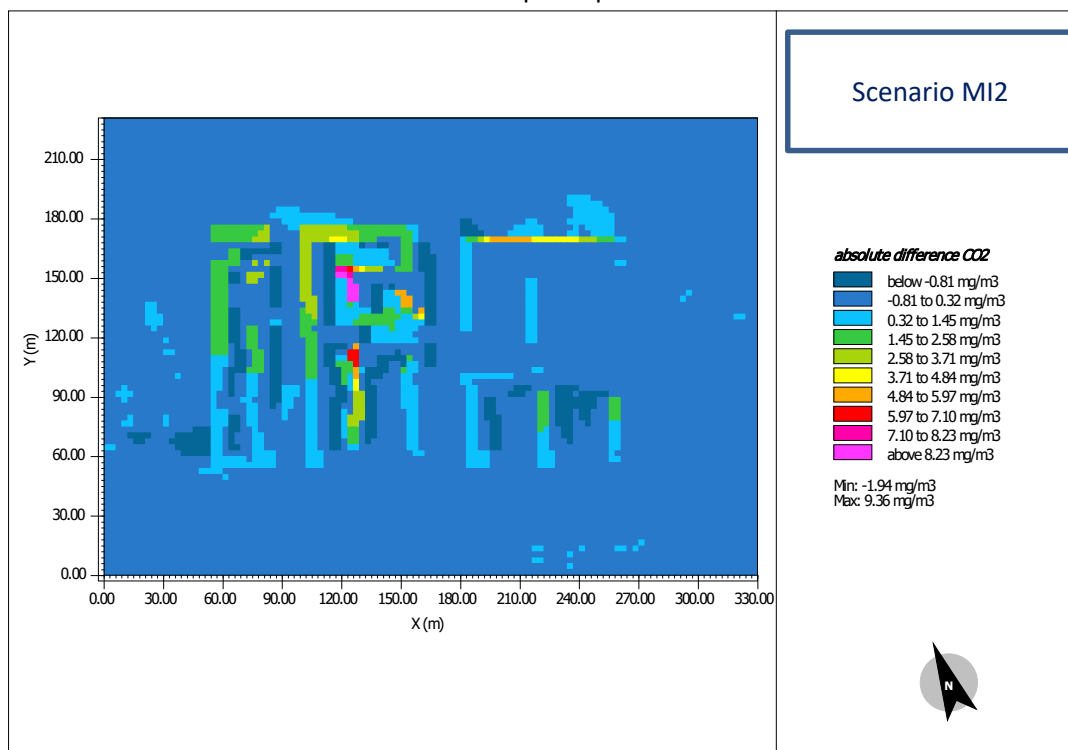 Scenario MI2
210.00
180.00
150.00
120.00
90.00
60.00
30.00
0.00
Y (m)
0.00 30.00 60.00 90.00 120.00 150.00 180.00 210.00 240.00 270.00 300.00 330.00
X (m)
absolute difference CO2
below -0.81 mg/m3
-0.81 to 0.32 mg/m3
0.32 to 1.45 mg/m3
1.45 to 2.58 mg/m3
2.58 to 3.71 mg/m3
3.71 to 4.84 mg/m3
4.84 to 5.97 mg/m3
5.97 to 7.10 mg/m3
7.10 to 8.23 mg/m3
above 8.23 mg/m3
Min: -1.94 mg/m3
Max: 9.36 mg/m3
N